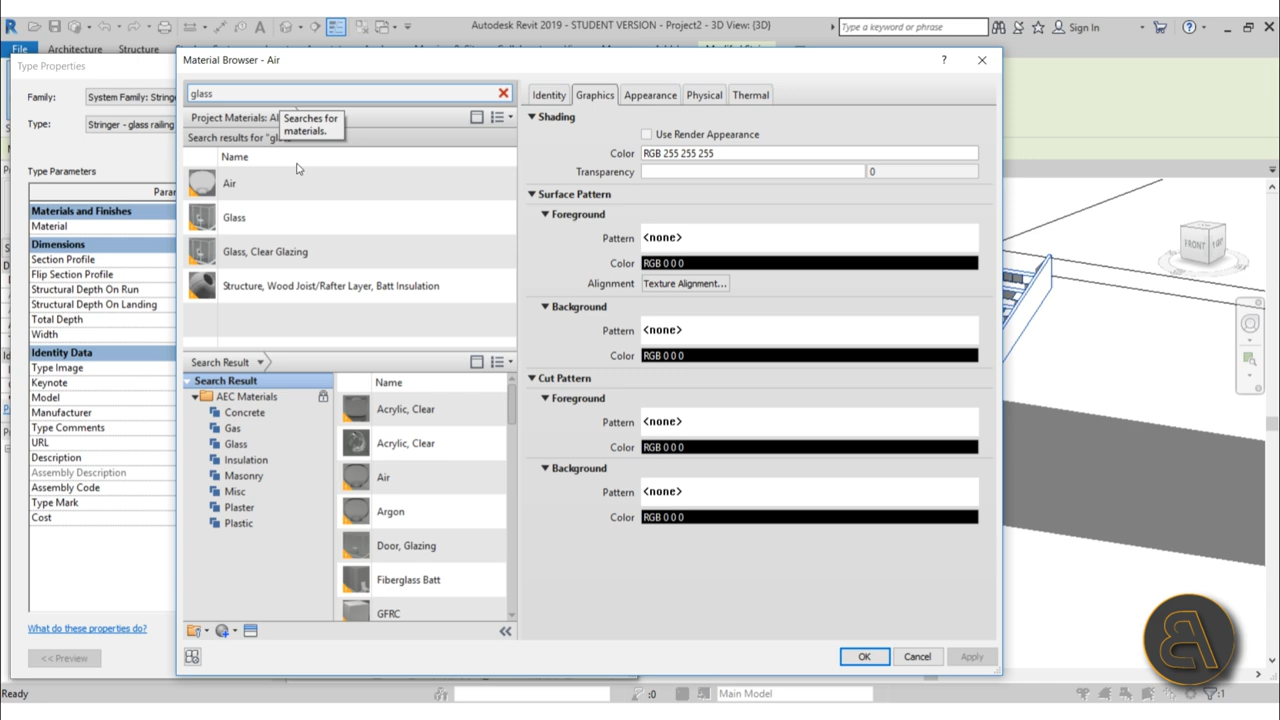 Autodesk Revit 2019 - STUDENT VERSION - Project2 - 3D View: {3D}
Type a keyword or phrase
Sign In
File
Architecture
Structure
Type Properties
Material Browser - Air
?
Family:
System Family: String
Type:
Stringer - glass railing
Type Parameters
Materials and Finishes
Material
Dimensions
Section Profile
Flip Section Profile
Structural Depth On Run
Structural Depth On Landing
Total Depth
Width
Identity Data
Type Image
Keynote
Model
Manufacturer
Type Comments
URL
Description
Assembly Description
Assembly Code
Type Mark
Cost
What do these properties do?
<< Preview
glass
Project Materials: Al
Searches for
materials.
Search results for "gl
Name
Air
Glass
Glass, Clear Glazing
Structure, Wood Joist/Rafter Layer, Batt Insulation
Search Result
Search Result
AEC Materials
Concrete
Gas
Glass
Insulation
Masonry
Misc
Plaster
Plastic
Name
Acrylic, Clear
Acrylic, Clear
Air
Argon
Door, Glazing
Fiberglass Batt
GFRC
Identity
Graphics
Appearance
Physical
Thermal
Shading
Use Render Appearance
Color
RGB 255 255 255
Transparency
0
Surface Pattern
Foreground
Pattern
<none>
Color
RGB 0 0 0
Alignment
Texture Alignment...
Background
Pattern
<none>
Color
RGB 0 0 0
Cut Pattern
Foreground
Pattern
<none>
Color
RGB 0 0 0
Background
Pattern
<none>
Color
RGB 0 0 0
OK
Cancel
Apply
FRONT
TOP
Ready
:0
Main Model
:1